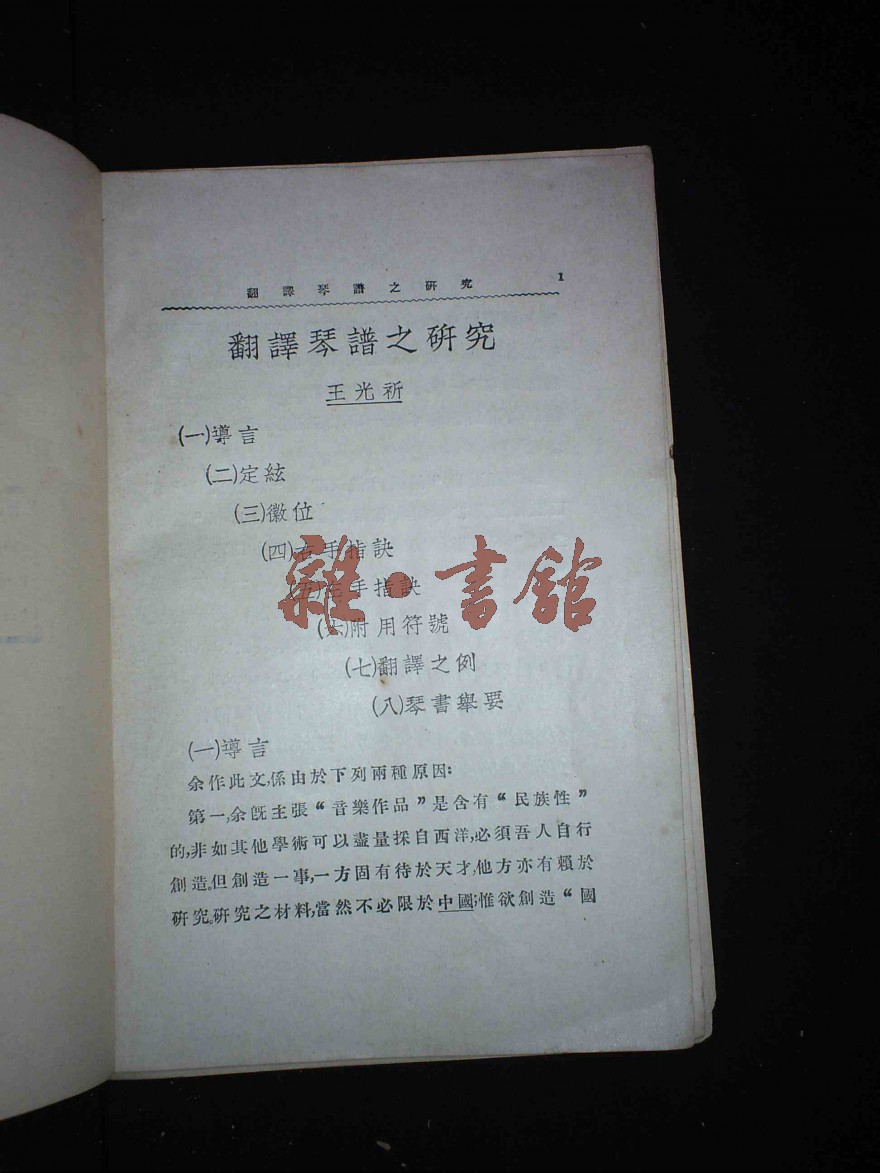 翻譯琴譜之研究 1
翻譯琴譜之硏究
王光祈
(一)導言
(二)定絃
(三)徽位
(四)右手指訣
(五)左手指訣
(六)附用符號
(七)翻譯之例
(八)琴書舉要
雜·書館
(一)導言
余作此文,係由於下列兩種原因:
第一,余旣主張“音樂作品”是含有“民族性”
的,非如其他學術可以盡量採自西洋,必須吾人自行
創造。但創造一事,一方固有待於天才,他方亦有賴於
硏究。硏究之材料,當然不必限於中國;惟欲創造“國